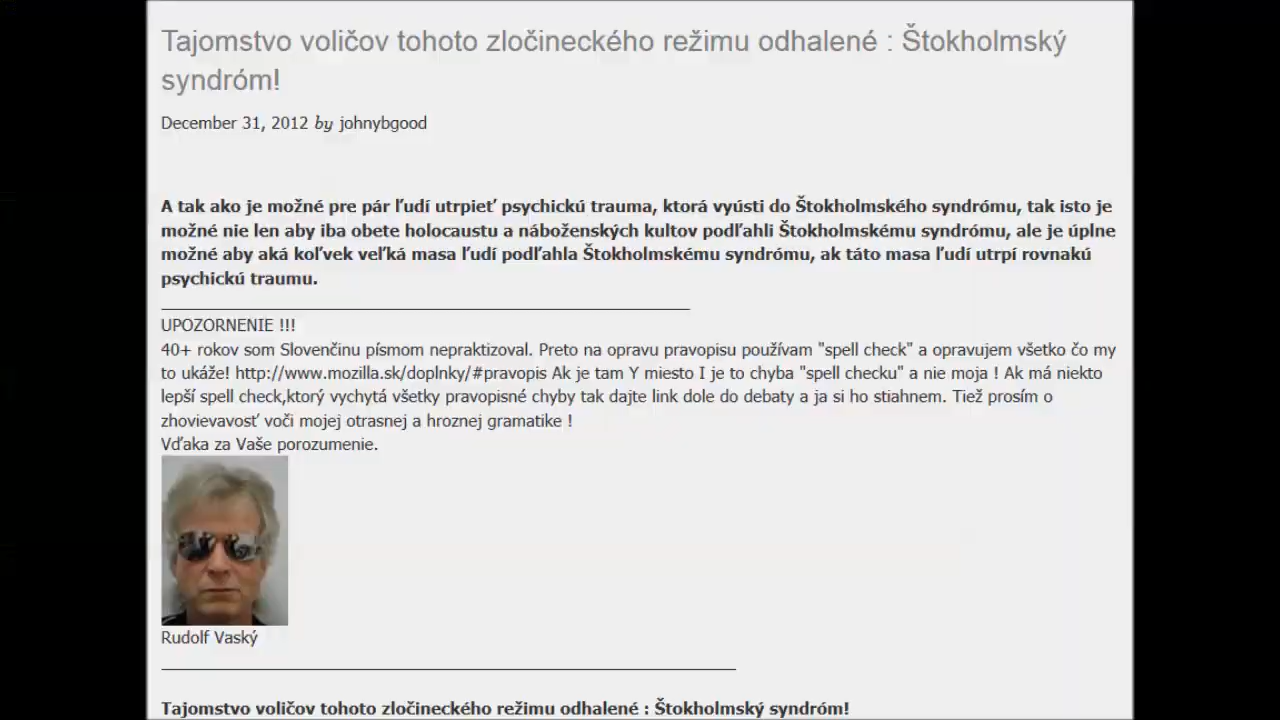 Tajomstvo voličov tohoto zločineckého režimu odhalené : Štokholmský
syndróm!
December 31, 2012 by johnybgood
A tak ako je možné pre pár ľudí utrpieť psychickú trauma, ktorá vyústi do Štokholmského syndrómu, tak isto je
možné nie len aby iba obete holocaustu a náboženských kultov podľahli Štokholmskému syndrómu, ale je úplne
možné aby aká koľvek veľká masa ľudí podľahla Štokholmskému syndrómu, ak táto masa ľudí utrpí rovnakú
psychickú traumu.
UPOZORNENIE !!!
40+ rokov som Slovenčinu písmom nepraktizoval. Preto na opravu pravopisu používam "spell check" a opravujem všetko čo my
to ukáže! http://www.mozilla.sk/doplnky/#pravopis Ak je tam Y miesto I je to chyba "spell checku" a nie moja ! Ak má niekto
lepší spell check,ktorý vychytá všetky pravopisné chyby tak dajte link dole do debaty a ja si ho stiahnem. Tiež prosím o
zhovievavosť voči mojej otrasnej a hroznej gramatike !
Vďaka za Vaše porozumenie.
Rudolf Vaský
Tajomstvo voličov tohoto zločineckého režimu odhalené : Štokholmský syndróm!